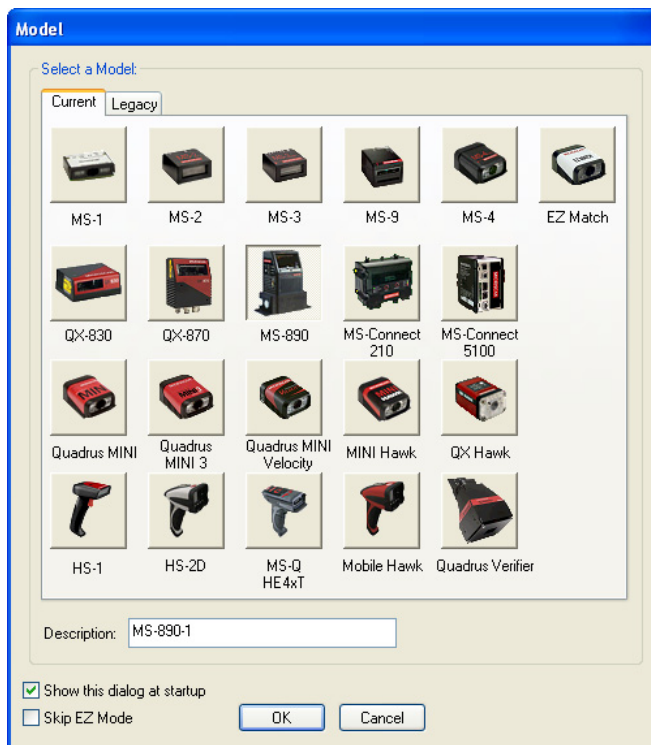 Model
Select a Model:
Current Legacy
MS-1 MS-2 MS-3 MS-9 MS-4 EZ Match
QX-830 QX-870 MS-890 MS-Connect 210 MS-Connect 5100
Quadrus MINI Quadrus MINI 3 Quadrus MINI Velocity MINI Hawk QX Hawk
HS-1 HS-2D MS-Q HE4xT Mobile Hawk Quadrus Verifier
Description: MS-890-1
Show this dialog at startup
Skip EZ Mode OK Cancel